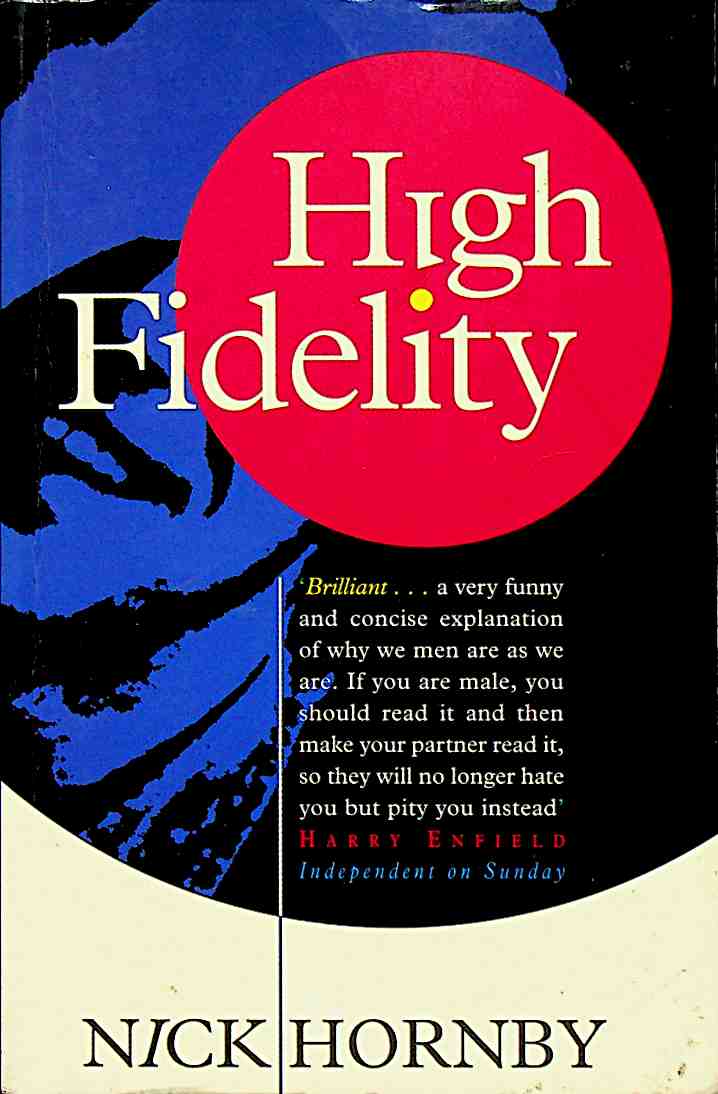 High
Fidelity
'Brilliant . . . a very funny
and concise explanation
of why we men are as we
are. If you are male, you
should read it and then
make your partner read it,
so they will no longer hate
you but pity you instead'
HARRY ENFIELD
Independent on Sunday
NICK HORNBY